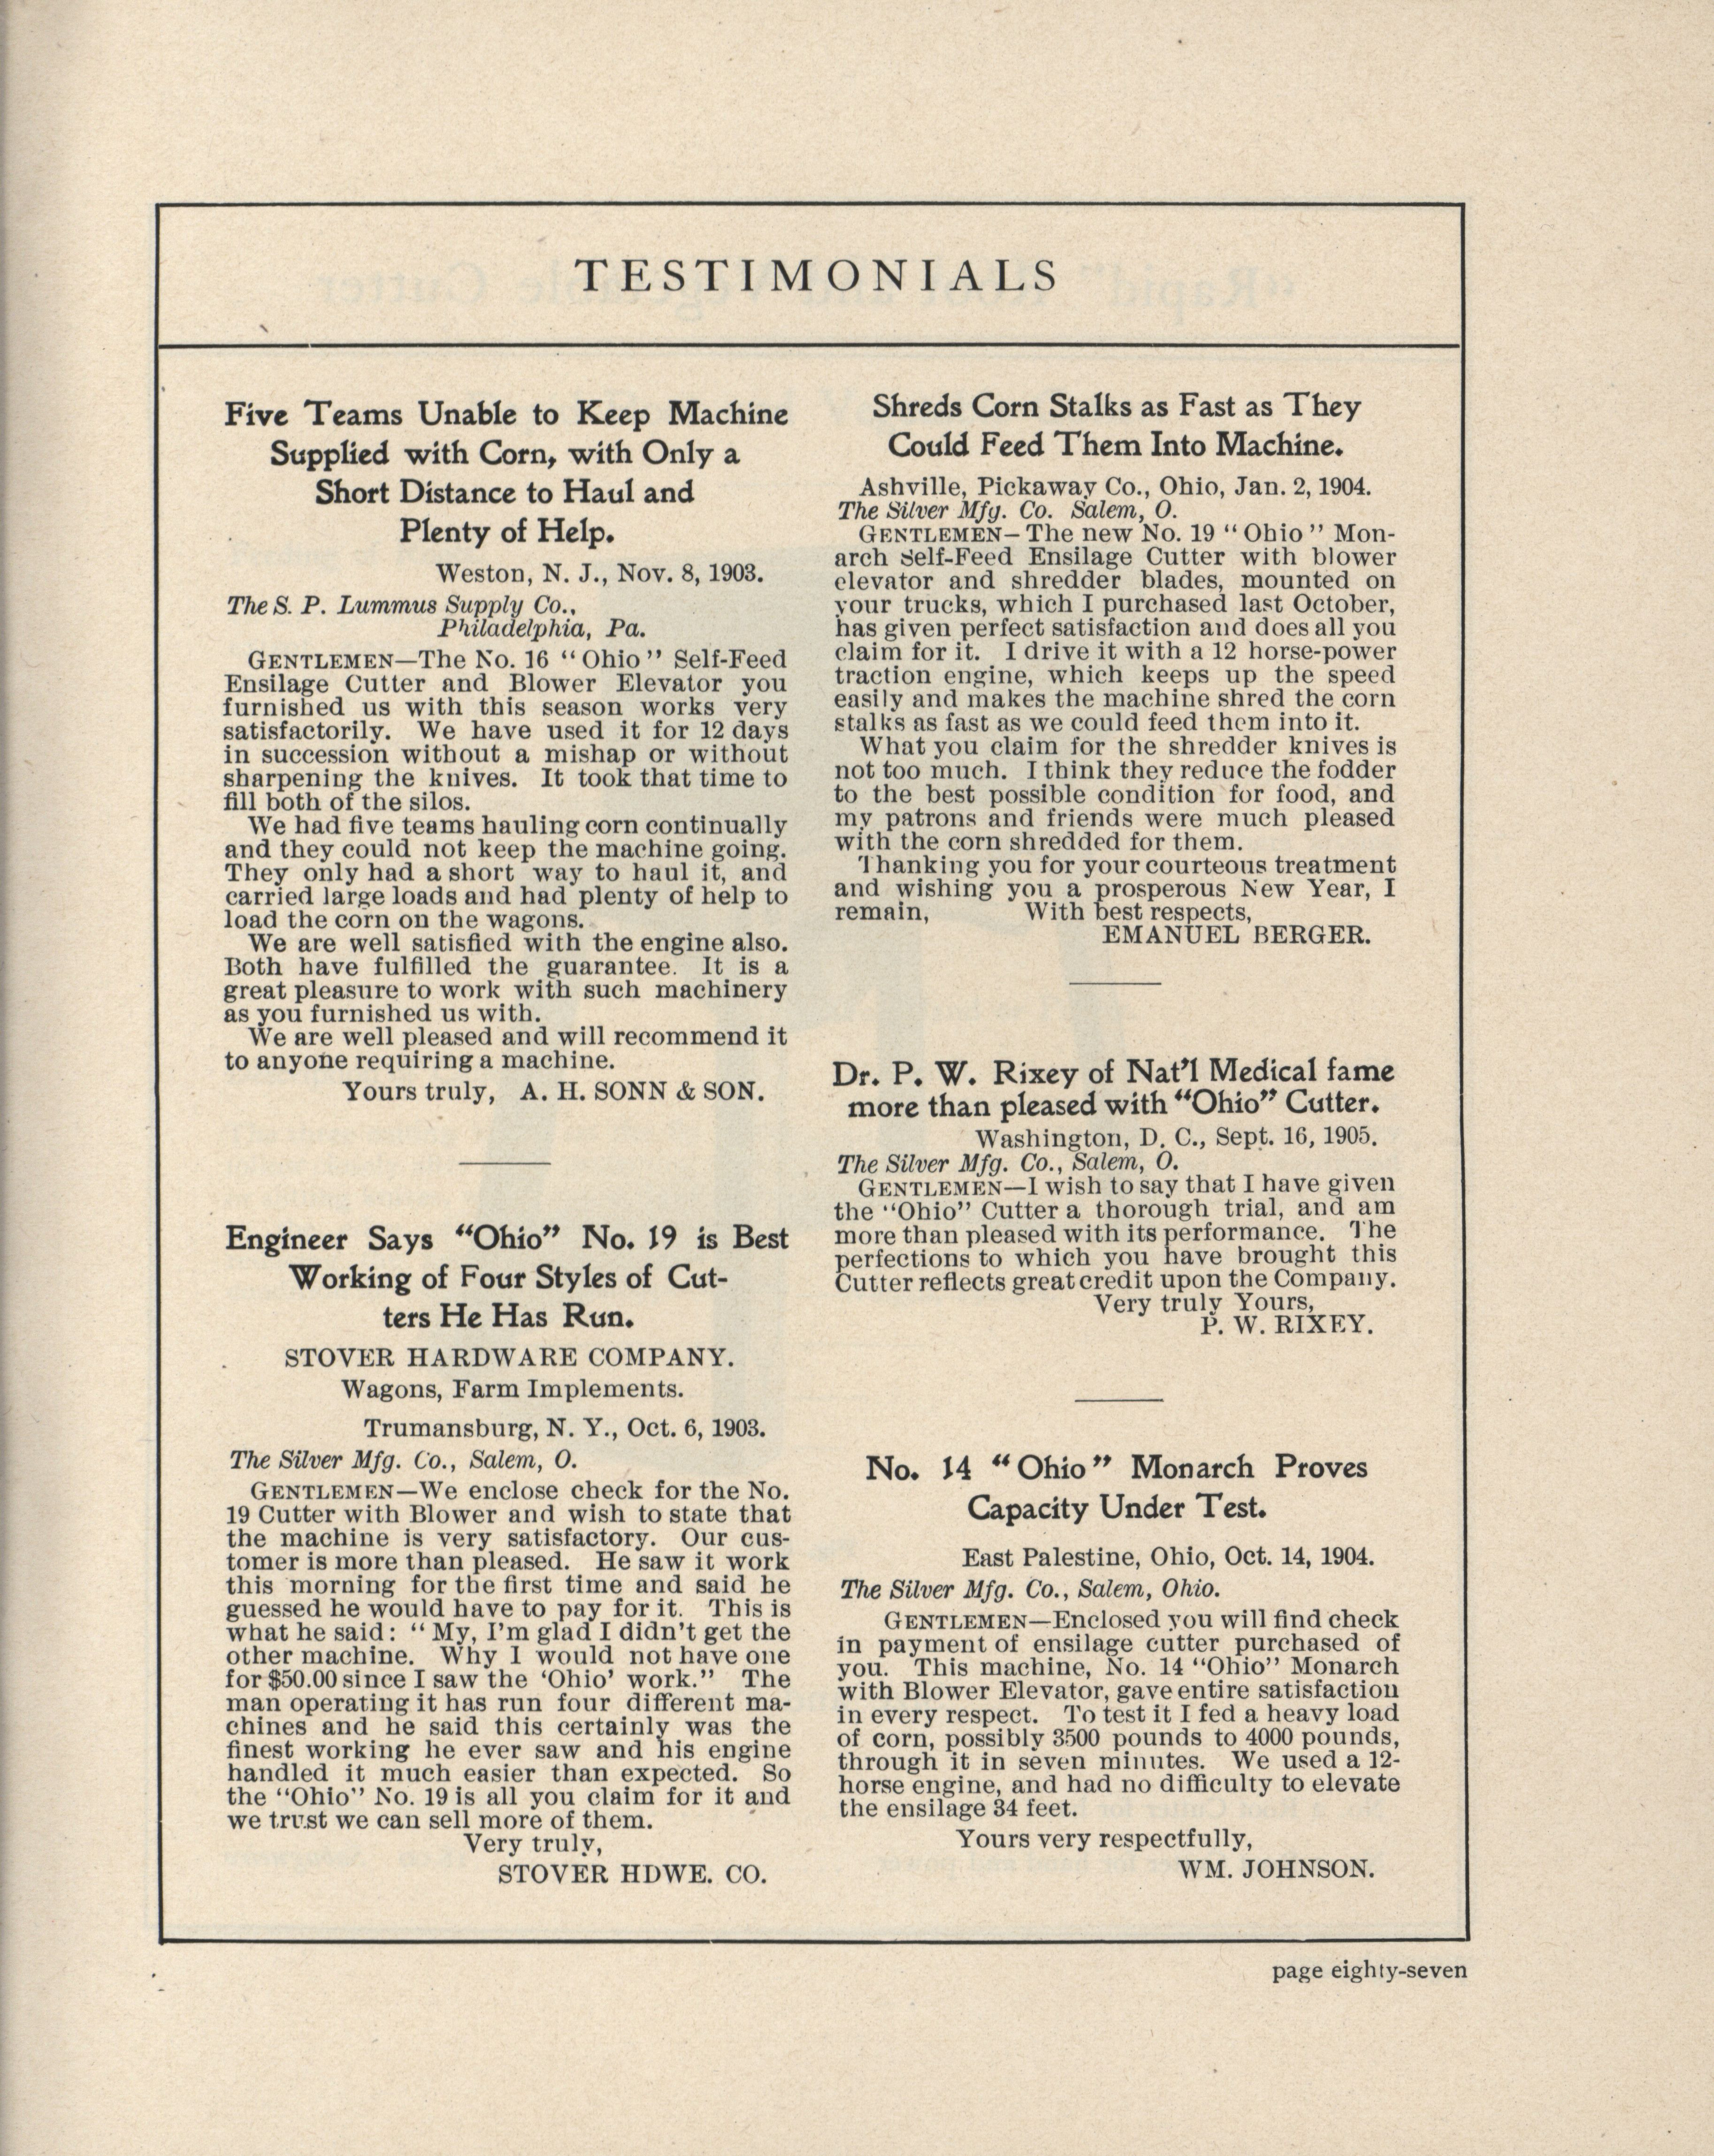 TESTIMONIALS
Five Teams Unable to Keep Machine
Supplied with Corn, with Only a
Short Distance to Haul and
Plenty of Help.
Weston, N. J., Nov. 8, 1903.
The S. P. Lummus Supply Co.,
Philadelphia, Pa.
GENTLEMEN—The No. 16 "Ohio" Self-Feed
Ensilage Cutter and Blower Elevator you
furnished us with this season works very
satisfactorily. We have used it for 12 days
in succession without a mishap or without
sharpening the knives. It took that time to
fill both of the silos.
We had five teams hauling corn continually
and they could not keep the machine going.
They only had a short way to haul it, and
carried large loads and had plenty of help to
load the corn on the wagons.
We are well satisfied with the engine also.
Both have fulfilled the guarantee. It is a
great pleasure to work with such machinery
as you furnished us with.
We are well pleased and will recommend it
to anyone requiring a machine.
Yours truly, A. H. SONN & SON.
Engineer Says "Ohio" No. 19 is Best
Working of Four Styles of Cut-
ters He Has Run.
STOVER HARDWARE COMPANY.
Wagons, Farm Implements.
Trumansburg, N. Y., Oct. 6, 1903.
The Silver Mfg. Co., Salem, O.
GENTLEMEN—We enclose check for the No.
19 Cutter with Blower and wish to state that
the machine is very satisfactory. Our cus-
tomer is more than pleased. He saw it work
this morning for the first time and said he
guessed he would have to pay for it. This is
what he said: "My, I'm glad I didn't get the
other machine. Why I would not have one
for $50.00 since I saw the 'Ohio' work." The
man operating it has run four different ma-
chines and he said this certainly was the
finest working he ever saw and his engine
handled it much easier than expected. So
the "Ohio" No. 19 is all you claim for it and
we trust we can sell more of them.
Very truly,
STOVER HDWE. CO.
Shreds Corn Stalks as Fast as They
Could Feed Them Into Machine.
Ashville, Pickaway Co., Ohio, Jan. 2, 1904.
The Silver Mfg. Co. Salem, O.
GENTLEMEN—The new No. 19 "Ohio" Mon-
arch Self-Feed Ensilage Cutter with blower
elevator and shredder blades, mounted on
your trucks, which I purchased last October,
has given perfect satisfaction and does all you
claim for it. I drive it with a 12 horse-power
traction engine, which keeps up the speed
easily and makes the machine shred the corn
stalks as fast as we could feed them into it.
What you claim for the shredder knives is
not too much. I think they reduce the fodder
to the best possible condition for food, and
my patrons and friends were much pleased
with the corn shredded for them.
Thanking you for your courteous treatment
and wishing you a prosperous New Year, I
remain, With best respects,
EMANUEL BERGER.
Dr. P. W. Rixey of Nat'l Medical fame
more than pleased with "Ohio" Cutter.
Washington, D. C., Sept. 16, 1905.
The Silver Mfg. Co., Salem, O.
GENTLEMEN—I wish to say that I have given
the "Ohio" Cutter a thorough trial, and am
more than pleased with its performance. The
perfections to which you have brought this
Cutter reflects great credit upon the Company.
Very truly Yours,
P. W. RIXEY.
No. 14 "Ohio" Monarch Proves
Capacity Under Test.
East Palestine, Ohio, Oct. 14, 1904.
The Silver Mfg. Co., Salem, Ohio.
GENTLEMEN—Enclosed you will find check
in payment of ensilage cutter purchased of
you. This machine, No. 14 "Ohio" Monarch
with Blower Elevator, gave entire satisfaction
in every respect. To test it I fed a heavy load
of corn, possibly 3500 pounds to 4000 pounds,
through it in seven minutes. We used a 12-
horse engine, and had no difficulty to elevate
the ensilage 34 feet.
Yours very respectfully,
WM. JOHNSON.
page eighty-seven